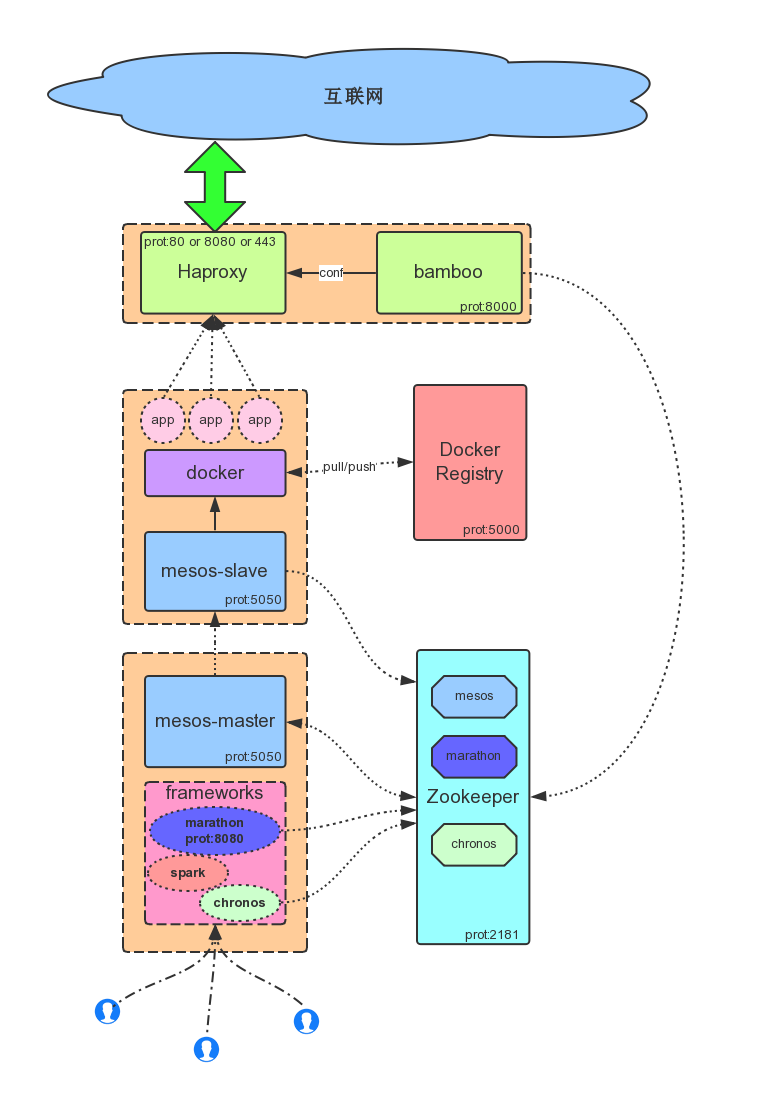 互联网
prot:80 or 8080 or 443
Haproxy
conf
bamboo
prot:8000
app
app
app
docker
pull/push
Docker
Registry
prot:5000
mesos-slave
prot:5050
mesos-master
prot:5050
frameworks
marathon
prot:8080
spark
chronos
mesos
marathon
Zookeeper
chronos
prot:2181